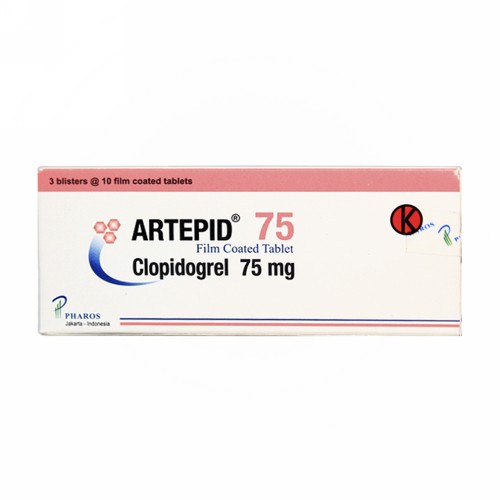 3 blisters @ 10 film coated tablets
ARTEPID® 75
Film Coated Tablet
Clopidogrel 75 mg
K
PHAROS
Jakarta - Indonesia